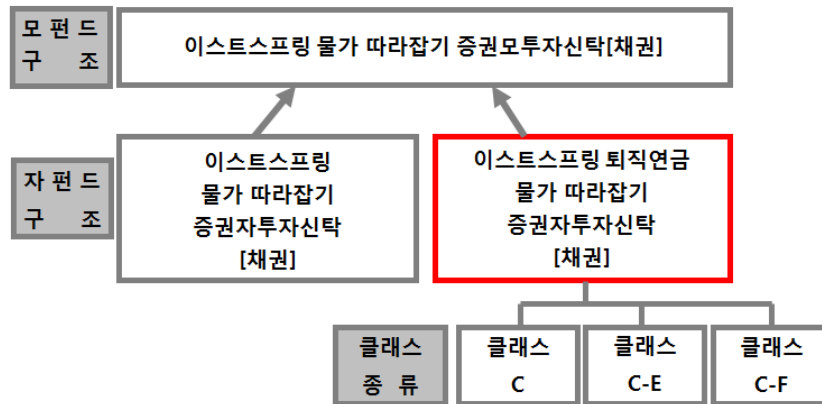 모 펀 드
구 조
이스트스프링 물가 따라잡기 증권모투자신탁[채권]
자 펀 드
구 조
이스트스프링
물가 따라잡기
증권자투자신탁
[채권]
이스트스프링 퇴직연금
물가 따라잡기
증권자투자신탁
[채권]
클래스
종 류
클래스
C
클래스
C-E
클래스
C-F